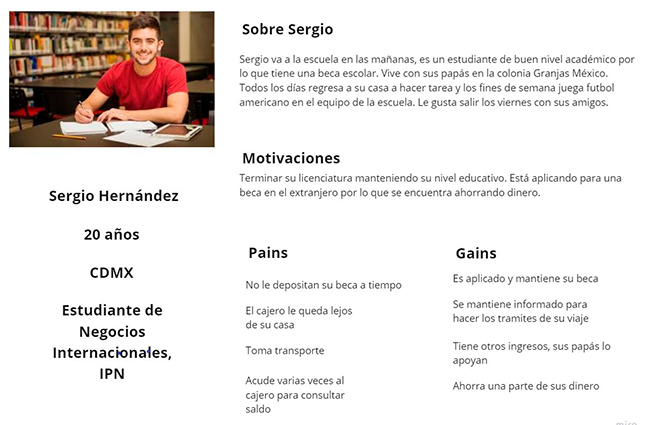 Sobre Sergio
Sergio va a la escuela en las mañanas, es un estudiante de buen nivel académico por
lo que tiene una beca escolar. Vive con sus papás en la colonia Granjas México.
Todos los días regresa a su casa a hacer tarea y los fines de semana juega futbol
americano en el equipo de la escuela. Le gusta salir los viernes con sus amigos.
Motivaciones
Terminar su licenciatura manteniendo su nivel educativo. Está aplicando para una
beca en el extranjero por lo que se encuentra ahorrando dinero.
Sergio Hernández
20 años
CDMX
Estudiante de
Negocios
Internacionales,
IPN
Pains
No le depositan su beca a tiempo
El cajero le queda lejos
de su casa
Toma transporte
Acude varias veces al
cajero para consultar
saldo
Gains
Es aplicado y mantiene su beca
Se mantiene informado para
hacer los tramites de su viaje
Tiene otros ingresos, sus papás lo
apoyan
Ahorra una parte de sus dinero